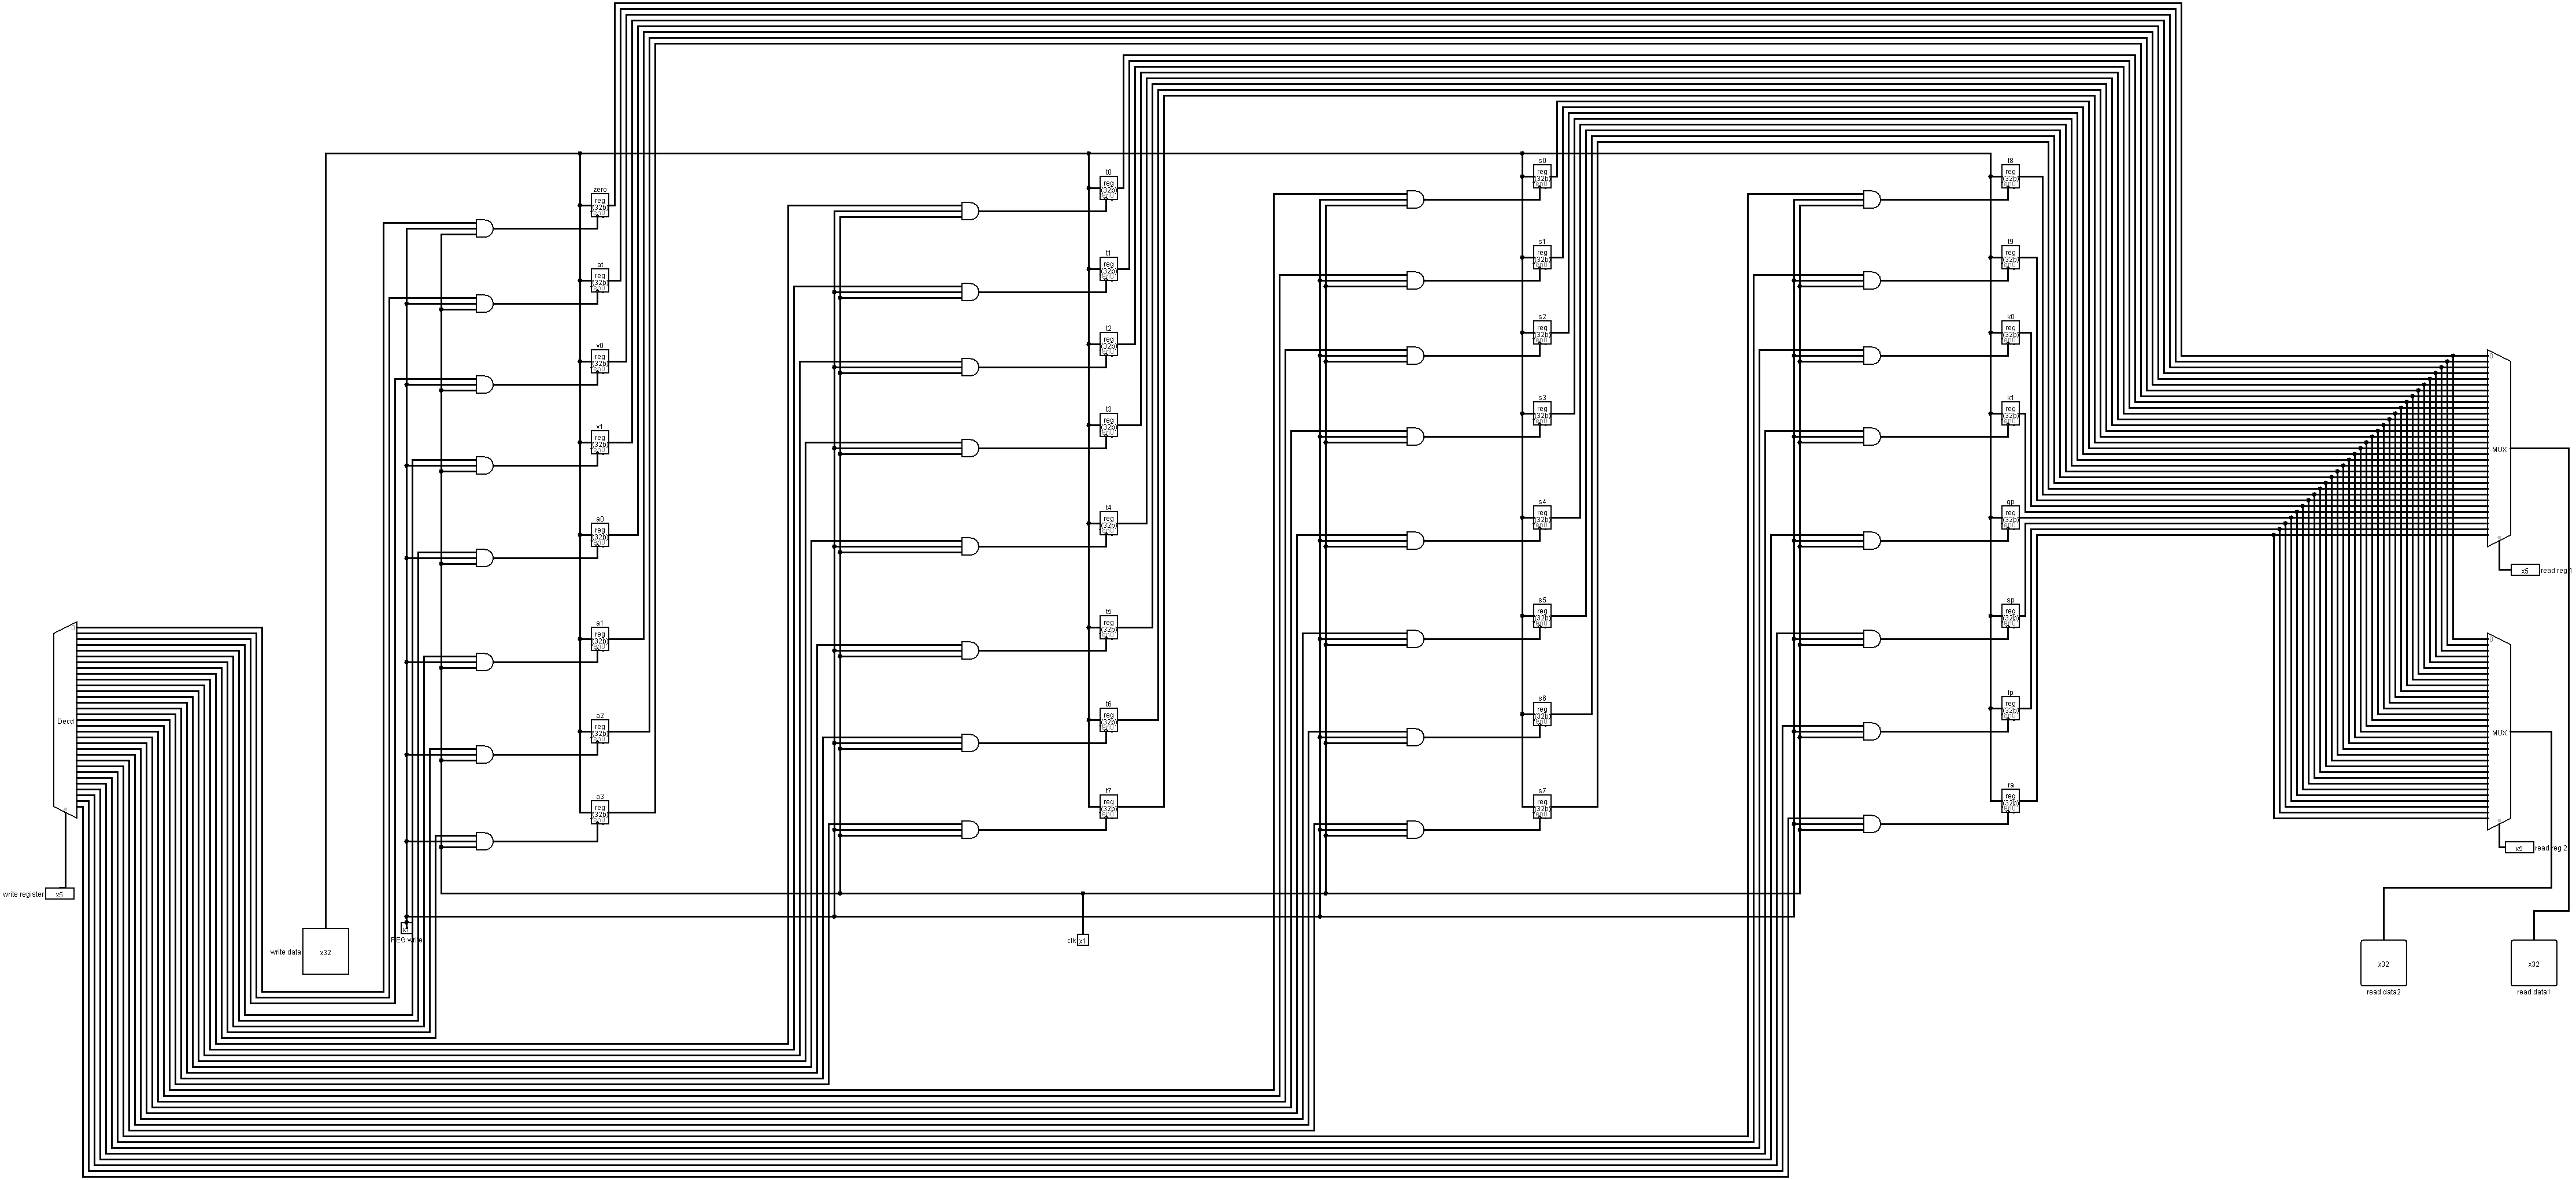 zero
reg
(32b)
at
reg
(32b)
v0
reg
(32b)
v1
reg
(32b)
a0
reg
(32b)
a1
reg
(32b)
a2
reg
(32b)
a3
reg
(32b)
t0
reg
(32b)
t1
reg
(32b)
t2
reg
(32b)
t3
reg
(32b)
t4
reg
(32b)
t5
reg
(32b)
t6
reg
(32b)
t7
reg
(32b)
s0
reg
(32b)
s1
reg
(32b)
s2
reg
(32b)
s3
reg
(32b)
s4
reg
(32b)
s5
reg
(32b)
s6
reg
(32b)
s7
reg
(32b)
t8
reg
(32b)
t9
reg
(32b)
k0
reg
(32b)
k1
reg
(32b)
gp
reg
(32b)
sp
reg
(32b)
fp
reg
(32b)
ra
reg
(32b)
0
MUX
x5 read reg 1
0
MUX
x5 read reg 2
0
Decd
write register x5
write data x32
x1
REG write
clk x1
x32
read data2
x32
read data1